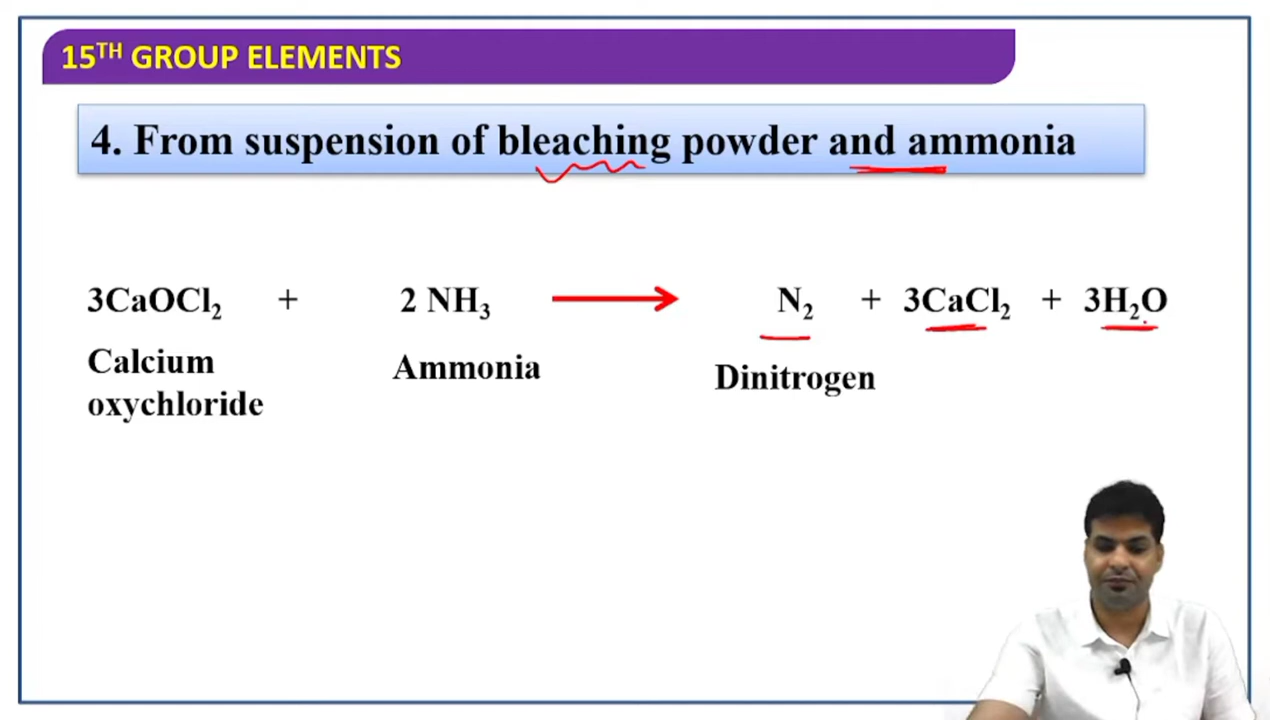 15TH GROUP ELEMENTS
4. From suspension of bleaching powder and ammonia
3CaOCl2 + 2 NH3 → N2 + 3CaCl2 + 3H2O
Calcium oxychloride Ammonia Dinitrogen